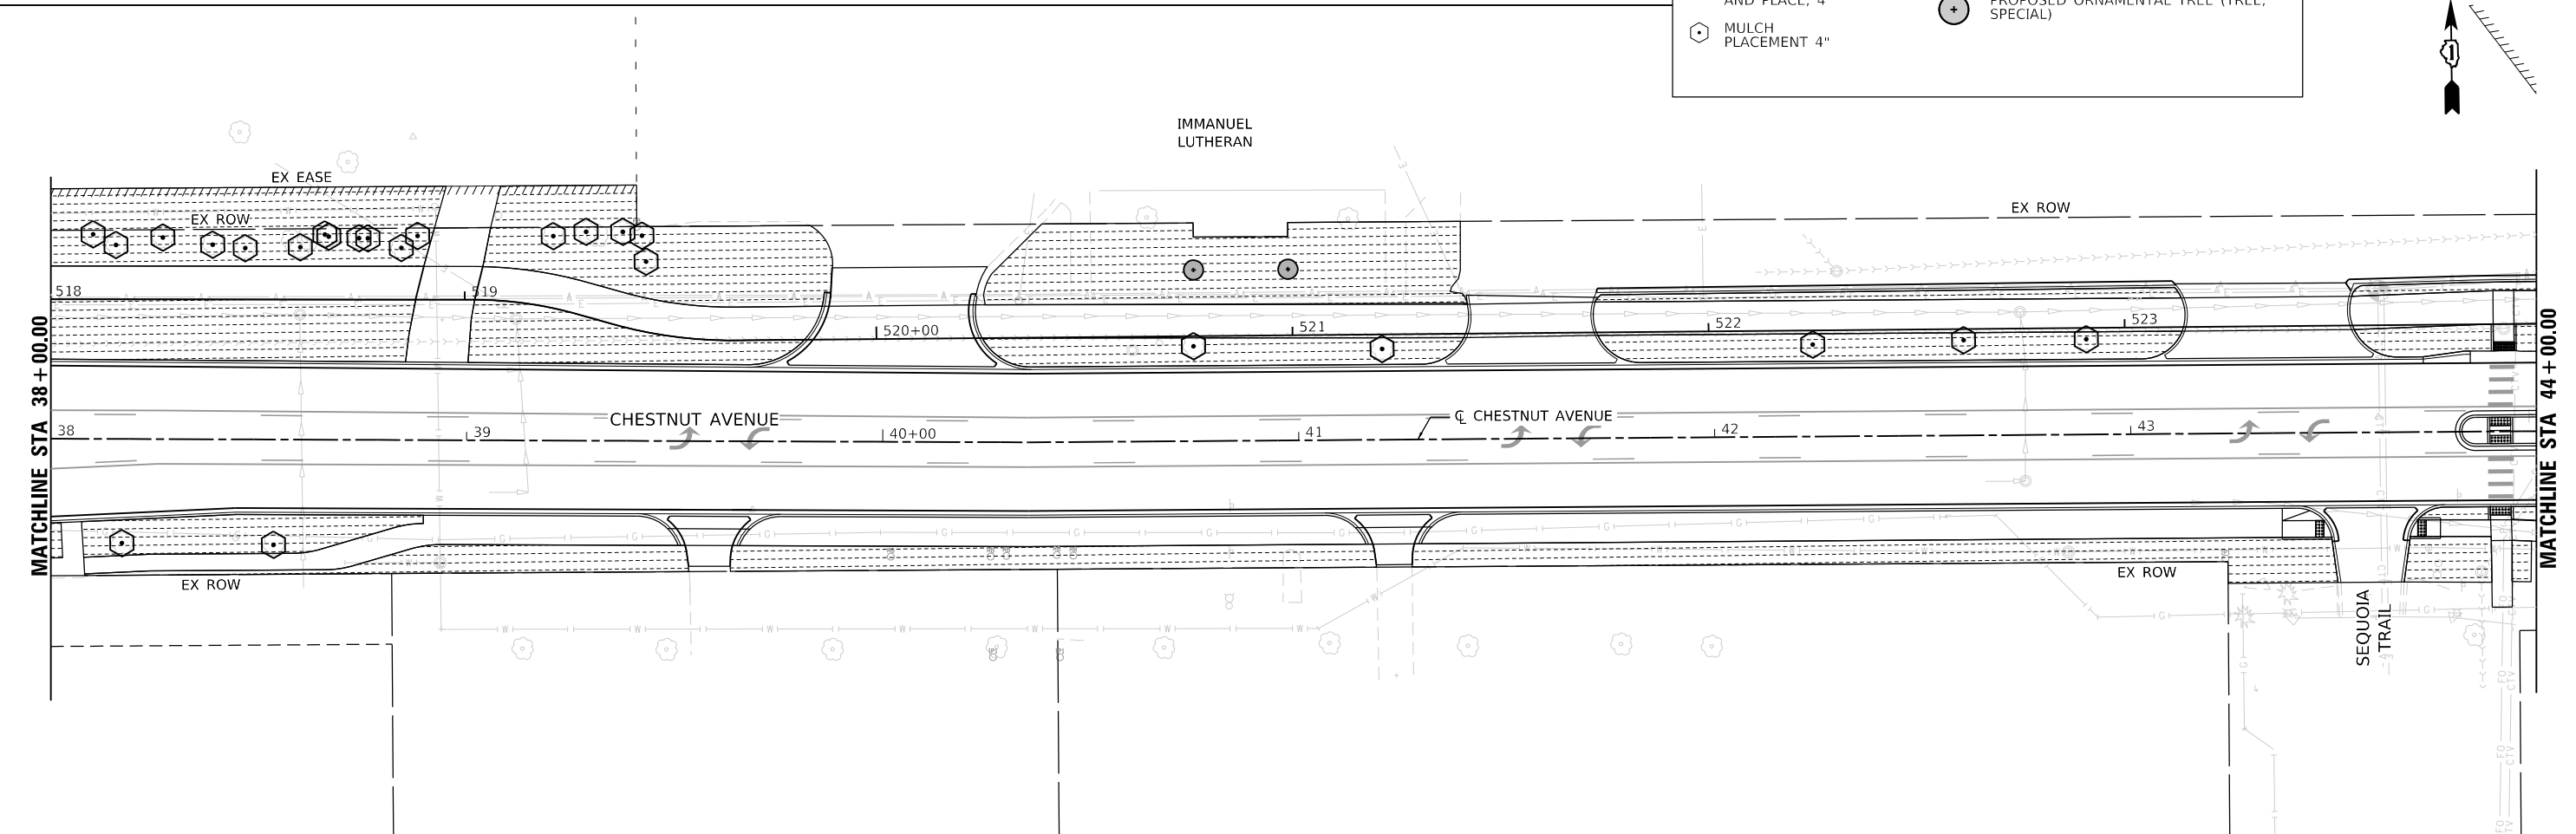 AND PLACE, 4"
PROPOSED ORNAMENTAL TREE (TREE,
SPECIAL)
MULCH
PLACEMENT 4"
1
IMMANUEL
LUTHERAN
EX EASE
EX ROW
EX ROW
518
519
520+00
521
522
523
MATCHLINE STA 38+00.00
MATCHLINE STA 44+00.00
CHESTNUT AVENUE
℄ CHESTNUT AVENUE
38
39
40+00
41
42
43
EX ROW
EX ROW
SEQUOIA
TRAIL